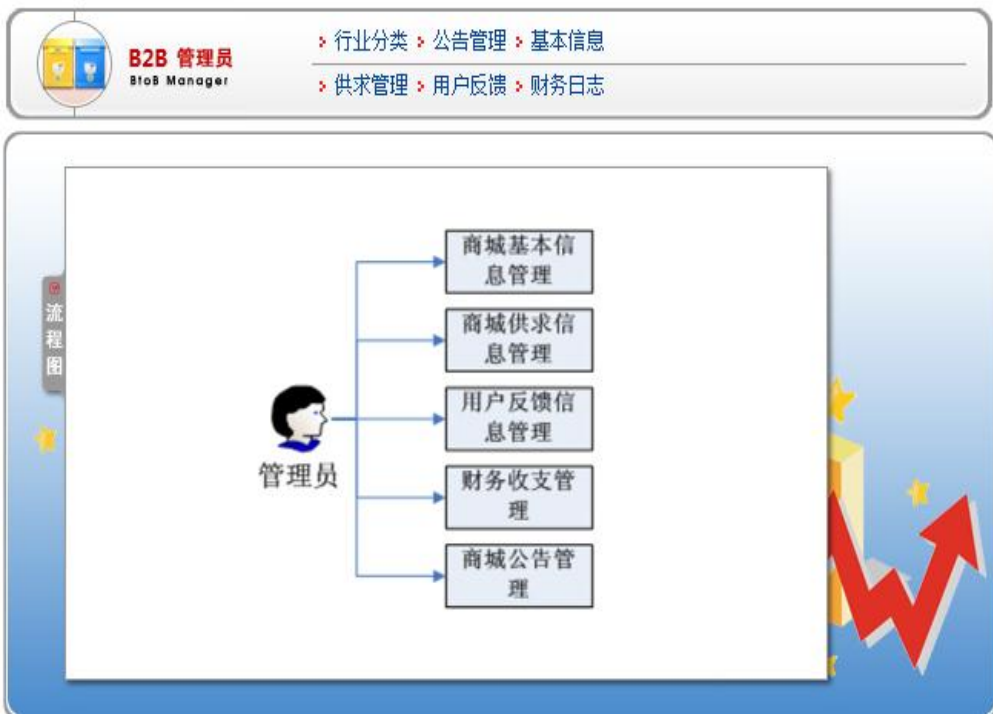 B2B 管理员
BtoB Manager
行业分类 公告管理 基本信息
供求管理 用户反馈 财务日志
流程图
管理员
商城基本信
息管理
商城供求信
息管理
用户反馈信
息管理
财务收支管
理
商城公告管
理